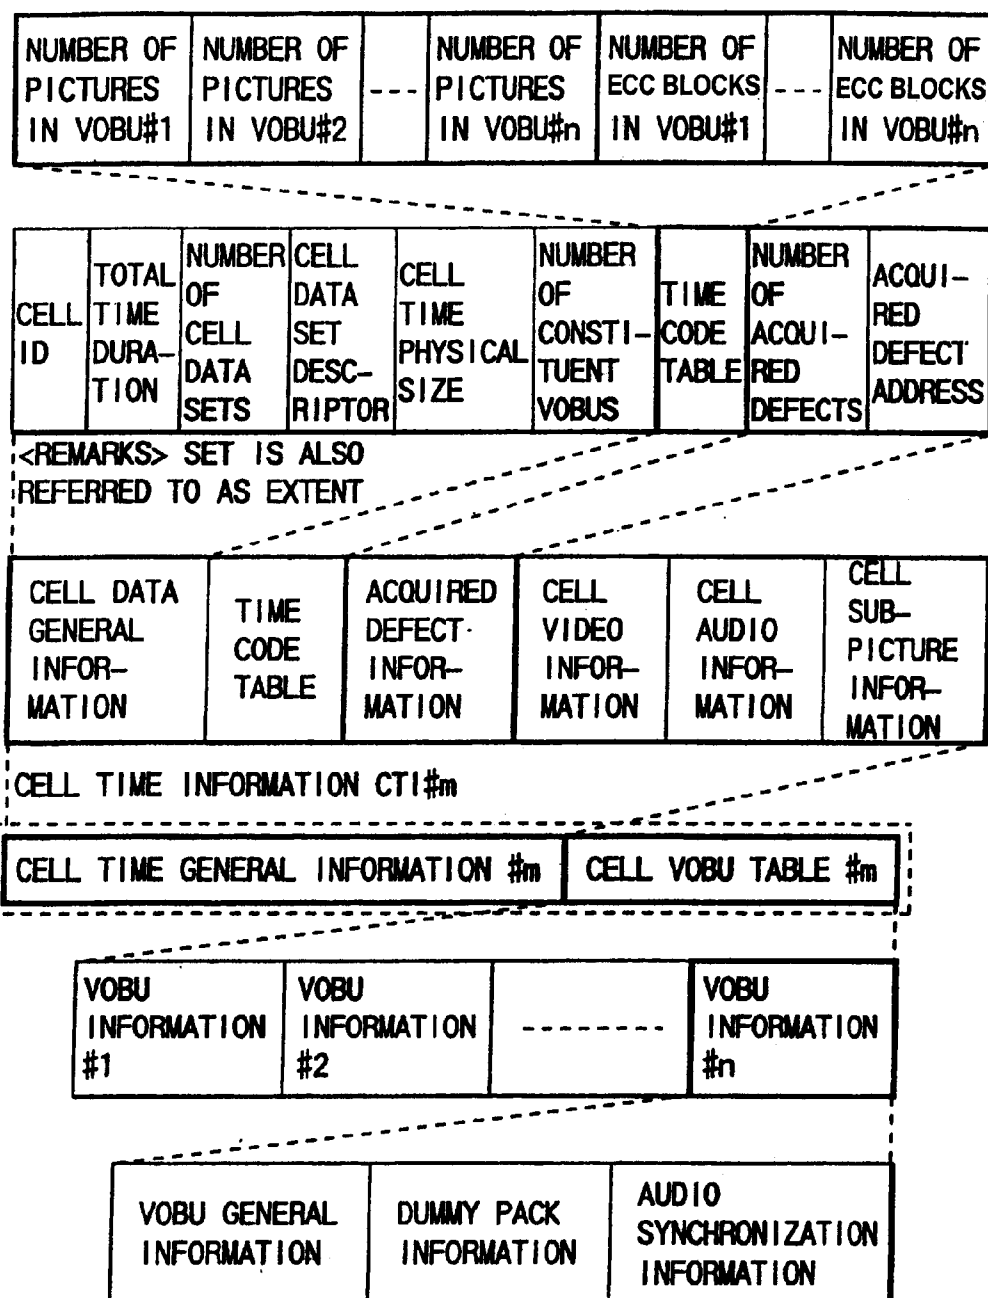 NUMBER OF
PICTURES
IN VOBU#1
NUMBER OF
PICTURES
IN VOBU#2
NUMBER OF
PICTURES
IN VOBU#n
NUMBER OF
ECC BLOCKS
IN VOBU#1
NUMBER OF
ECC BLOCKS
IN VOBU#n
CELL
ID
TOTAL
TIME
DURA-
TION
NUMBER
OF
CELL
DATA
SETS
CELL
DATA
SET
DESC-
RIPTOR
CELL
TIME
PHYSICAL
SIZE
NUMBER
OF
CONSTI-
TUENT
VOBUS
TIME
CODE
TABLE
NUMBER
OF
ACQUI-
RED
DEFECTS
ACQUI-
RED
DEFECT
ADDRESS
<REMARKS> SET IS ALSO
REFERRED TO AS EXTENT
CELL DATA
GENERAL
INFOR-
MATION
TIME
CODE
TABLE
ACQUIRED
DEFECT
INFOR-
MATION
CELL
VIDEO
INFOR-
MATION
CELL
AUDIO
INFOR-
MATION
CELL
SUB-
PICTURE
INFOR-
MATION
CELL TIME INFORMATION CTI#m
CELL TIME GENERAL INFORMATION #m
CELL VOBU TABLE #m
VOBU
INFORMATION
#1
VOBU
INFORMATION
#2
VOBU
INFORMATION
#n
VOBU GENERAL
INFORMATION
DUMMY PACK
INFORMATION
AUDIO
SYNCHRONIZATION
INFORMATION